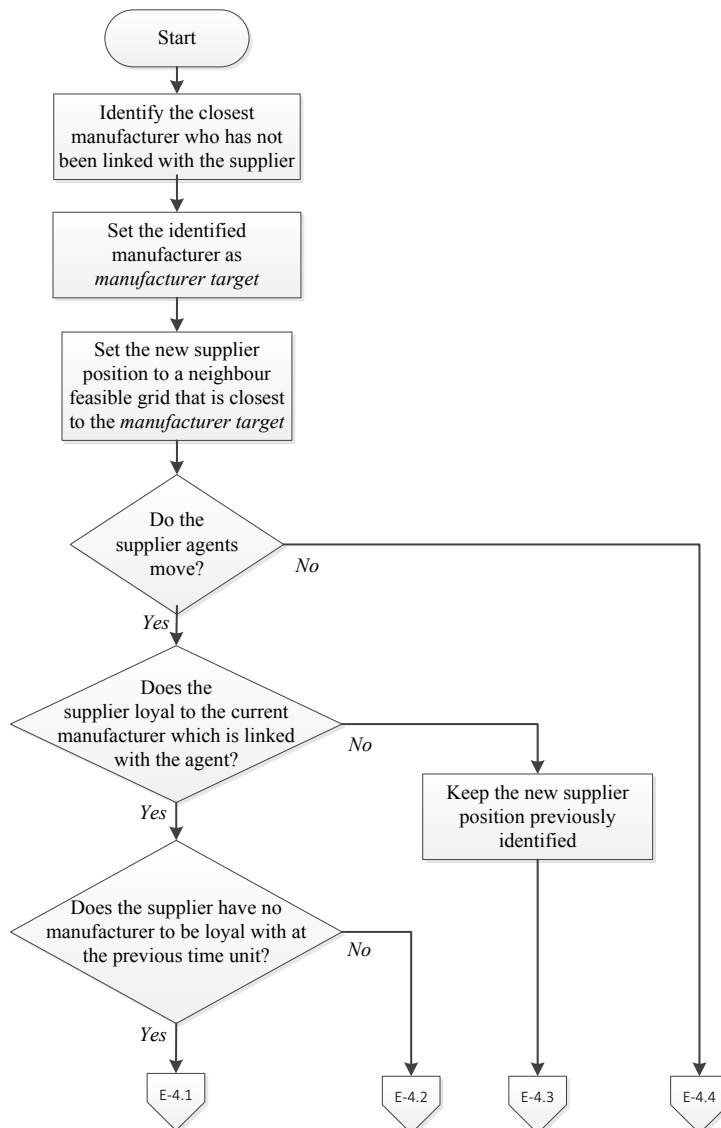 Start
Identify the closest
manufacturer who has not
been linked with the supplier
Set the identified
manufacturer as
manufacturer target
Set the new supplier
position to a neighbour
feasible grid that is closest
to the manufacturer target
Do the
supplier agents
move?
No
Yes
Does the
supplier loyal to the current
manufacturer which is linked
with the agent?
No
Yes
Keep the new supplier
position previously
identified
Does the supplier have no
manufacturer to be loyal with at
the previous time unit?
No
Yes
E-4.1
E-4.2
E-4.3
E-4.4